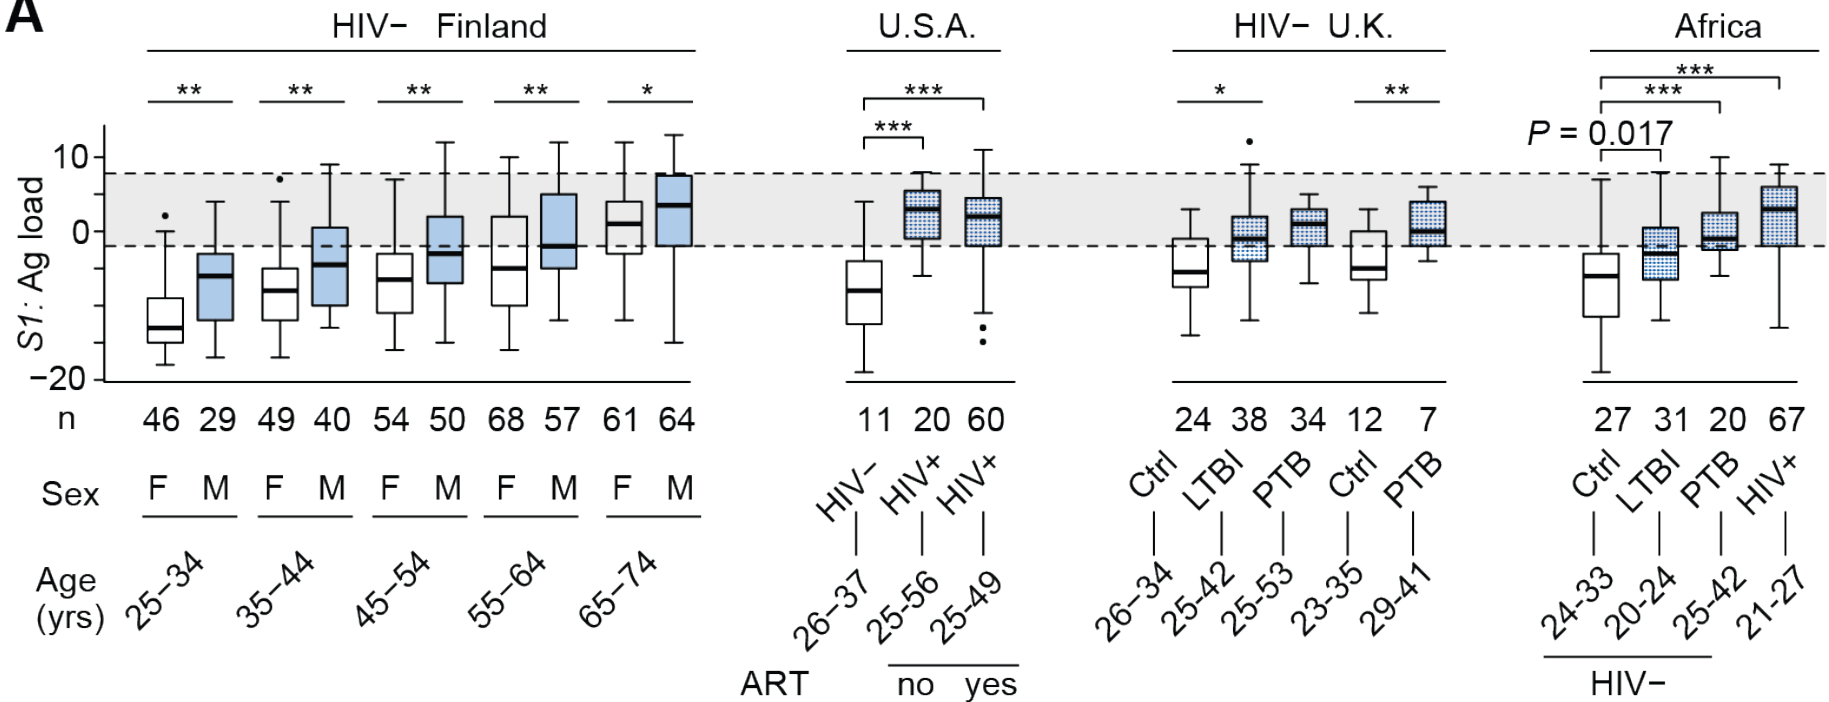 A
HIV− Finland U.S.A. HIV− U.K. Africa
** ** ** ** * *** *** * ** *** *** P = 0.017
S1: Ag load
10
0
−20
n 46 29 49 40 54 50 68 57 61 64 11 20 60 24 38 34 12 7 27 31 20 67
Sex F M F M F M F M F M HIV− HIV+ HIV+ Ctrl LTBI PTB Ctrl PTB Ctrl LTBI PTB HIV+
Age (yrs) 25−34 35−44 45−54 55−64 65−74 26−37 25-56 25-49 26−34 25-42 25-53 23-35 29-41 24-33 20-24 25-42 21-27
ART no yes HIV−